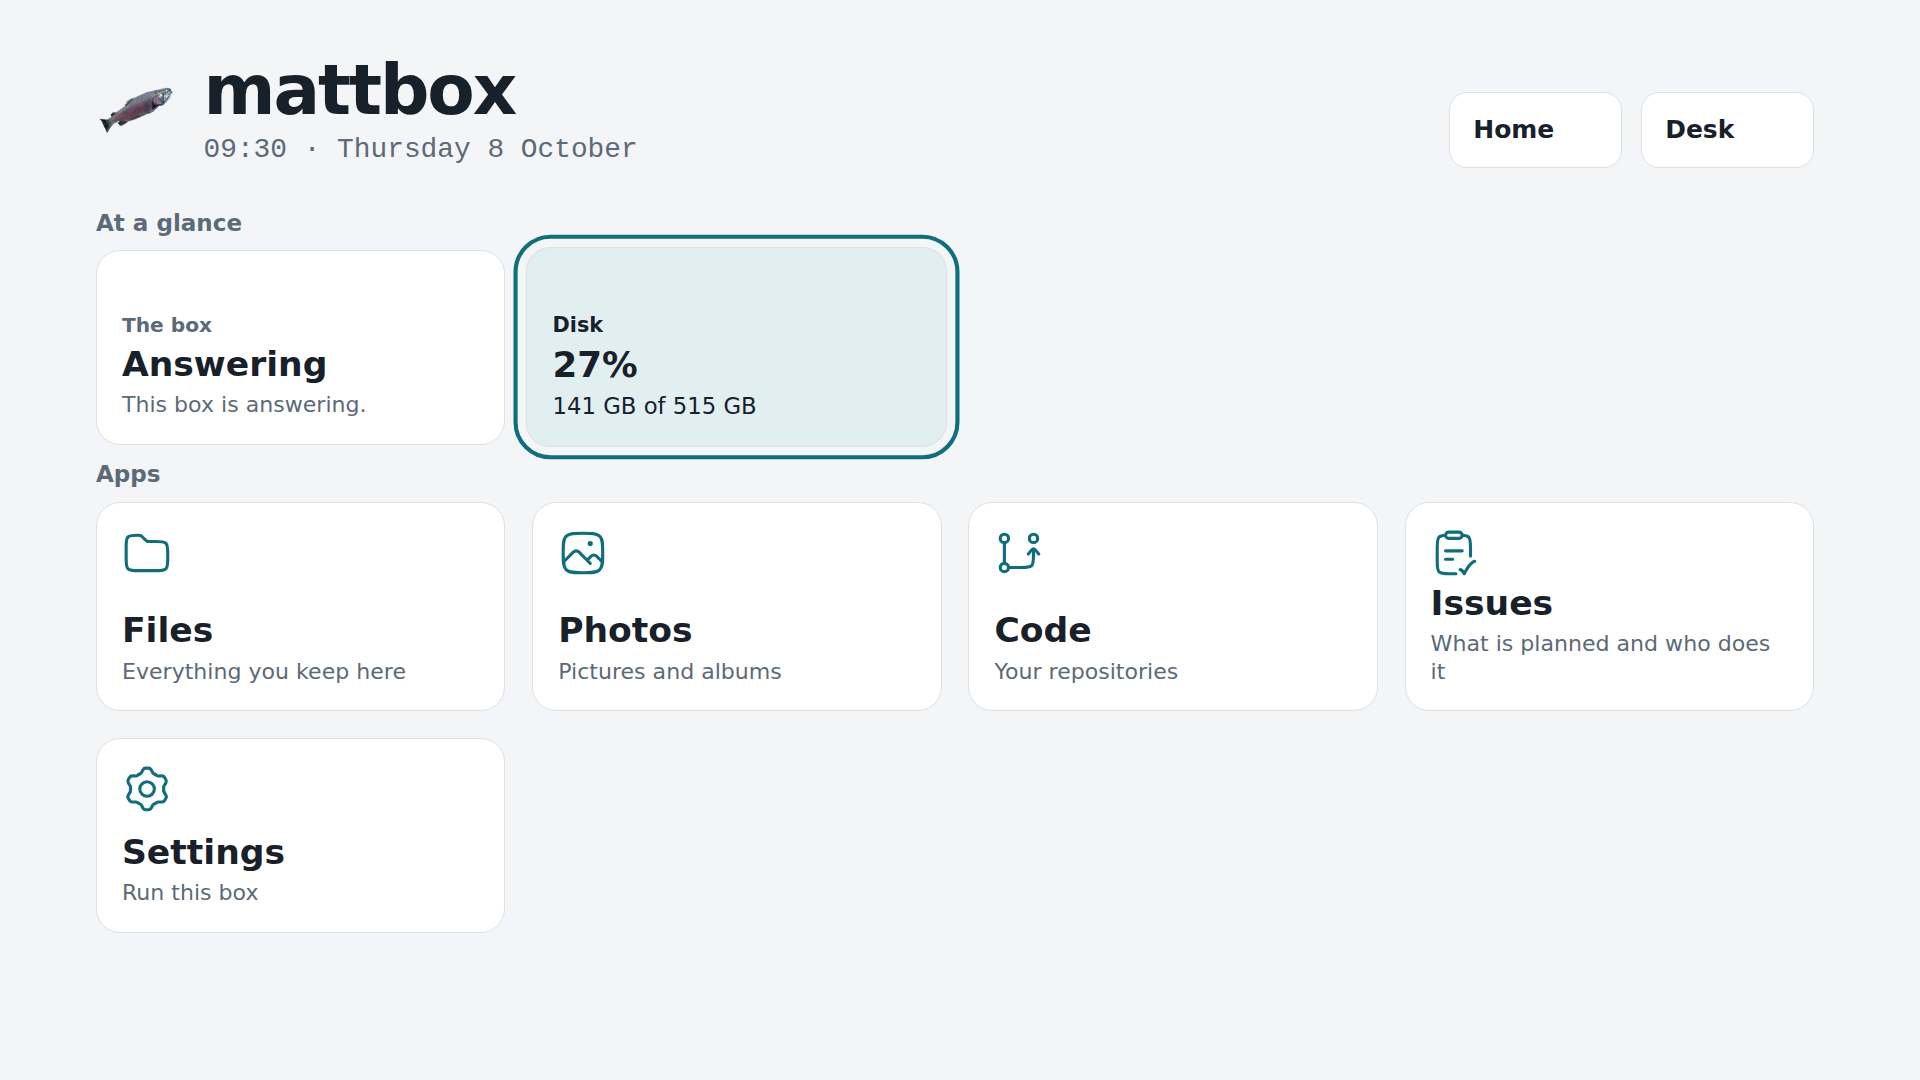 mattbox
09:30 · Thursday 8 October
Home
Desk
At a glance
The box
Answering
This box is answering.
Disk
27%
141 GB of 515 GB
Apps
Files
Everything you keep here
Photos
Pictures and albums
Code
Your repositories
Issues
What is planned and who does
it
Settings
Run this box